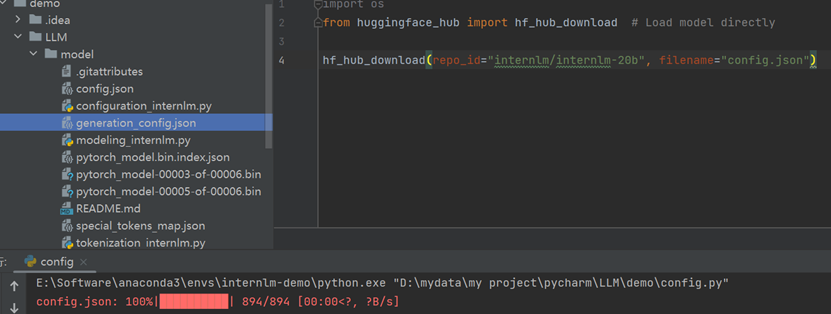 demo
.idea
LLM
model
.gitattributes
config.json
configuration_internlm.py
generation_config.json
modeling_internlm.py
pytorch_model.bin.index.json
pytorch_model-00003-of-00006.bin
pytorch_model-00005-of-00006.bin
README.md
special_tokens_map.json
tokenization_internlm.py
1 import os
2 from huggingface_hub import hf_hub_download # Load model directly
3
4 hf_hub_download(repo_id="internlm/internlm-20b", filename="config.json")
行: config ×
E:\Software\anaconda3\envs\internlm-demo\python.exe "D:\mydata\my project\pycharm\LLM\demo\config.py"
config.json: 100%|██████████| 894/894 [00:00<?, ?B/s]